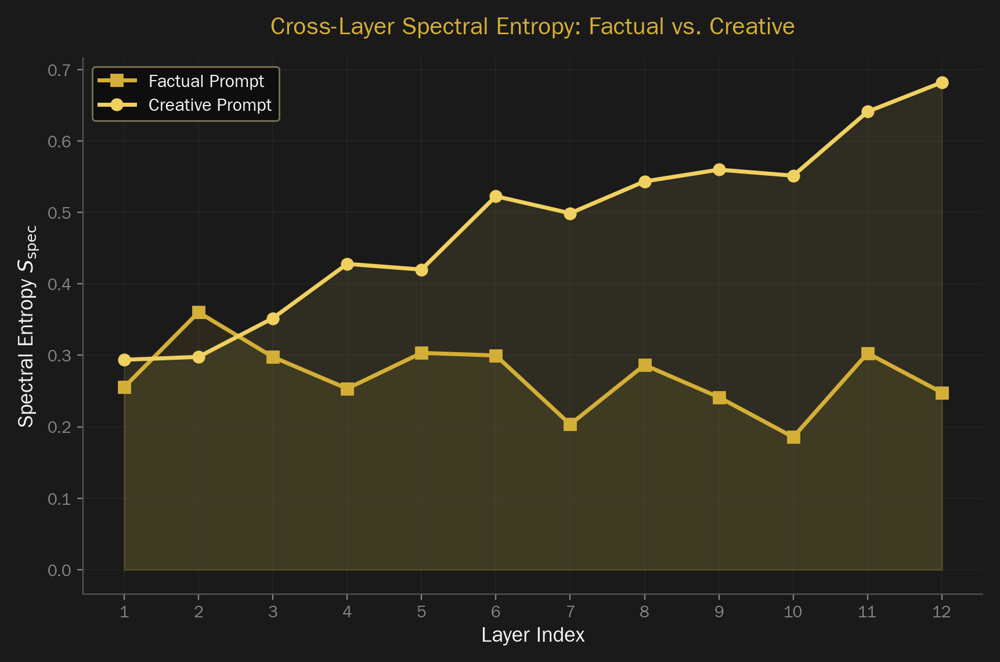 Cross-Layer Spectral Entropy: Factual vs. Creative
Factual Prompt
Creative Prompt
0.7
0.6
0.5
0.4
0.3
0.2
0.1
0.0
Spectral Entropy S_spec
1 2 3 4 5 6 7 8 9 10 11 12
Layer Index